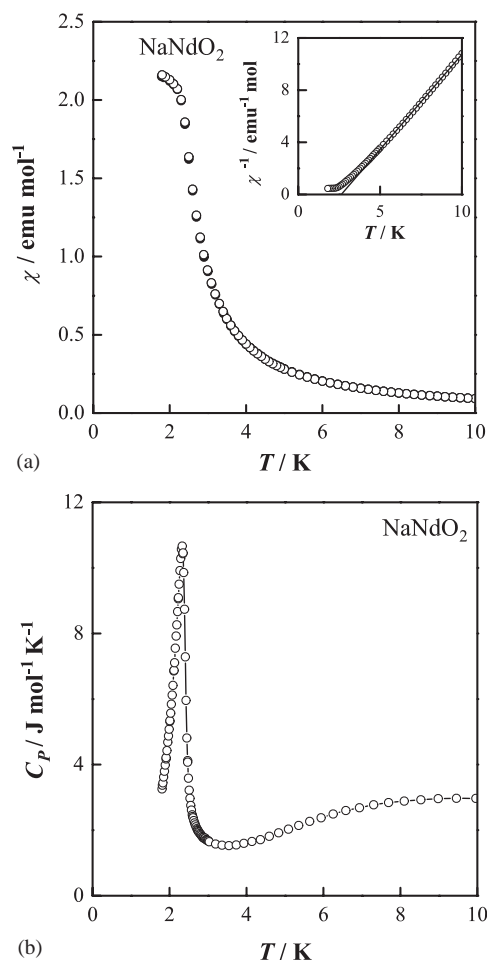 2.5
2.0
1.5
1.0
0.5
0.0
χ / emu mol⁻¹
NaNdO₂
12
8
4
0
χ⁻¹ / emu⁻¹ mol
0 5 10
T / K
0 2 4 6 8 10
(a)
T / K
12
8
4
0
C_P / J mol⁻¹ K⁻¹
NaNdO₂
0 2 4 6 8 10
(b)
T / K